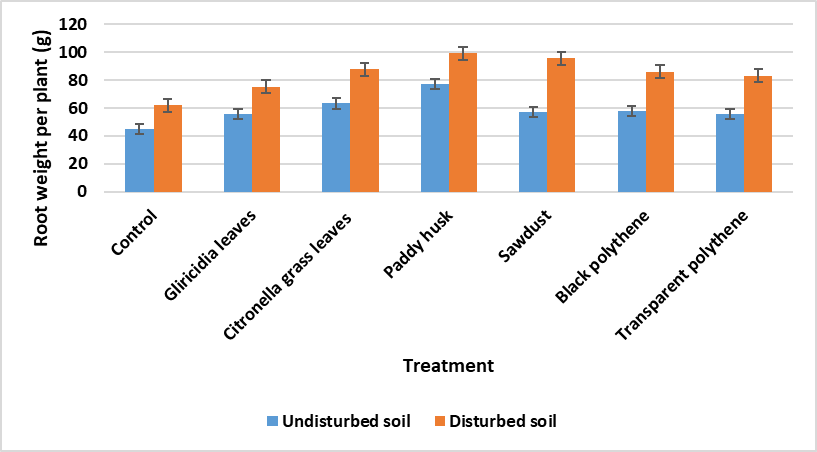 Root weight per plant (g)
120
100
80
60
40
20
0
Control
Gliricidia leaves
Citronella grass leaves
Paddy husk
Sawdust
Black polythene
Transparent polythene
Treatment
Undisturbed soil
Disturbed soil